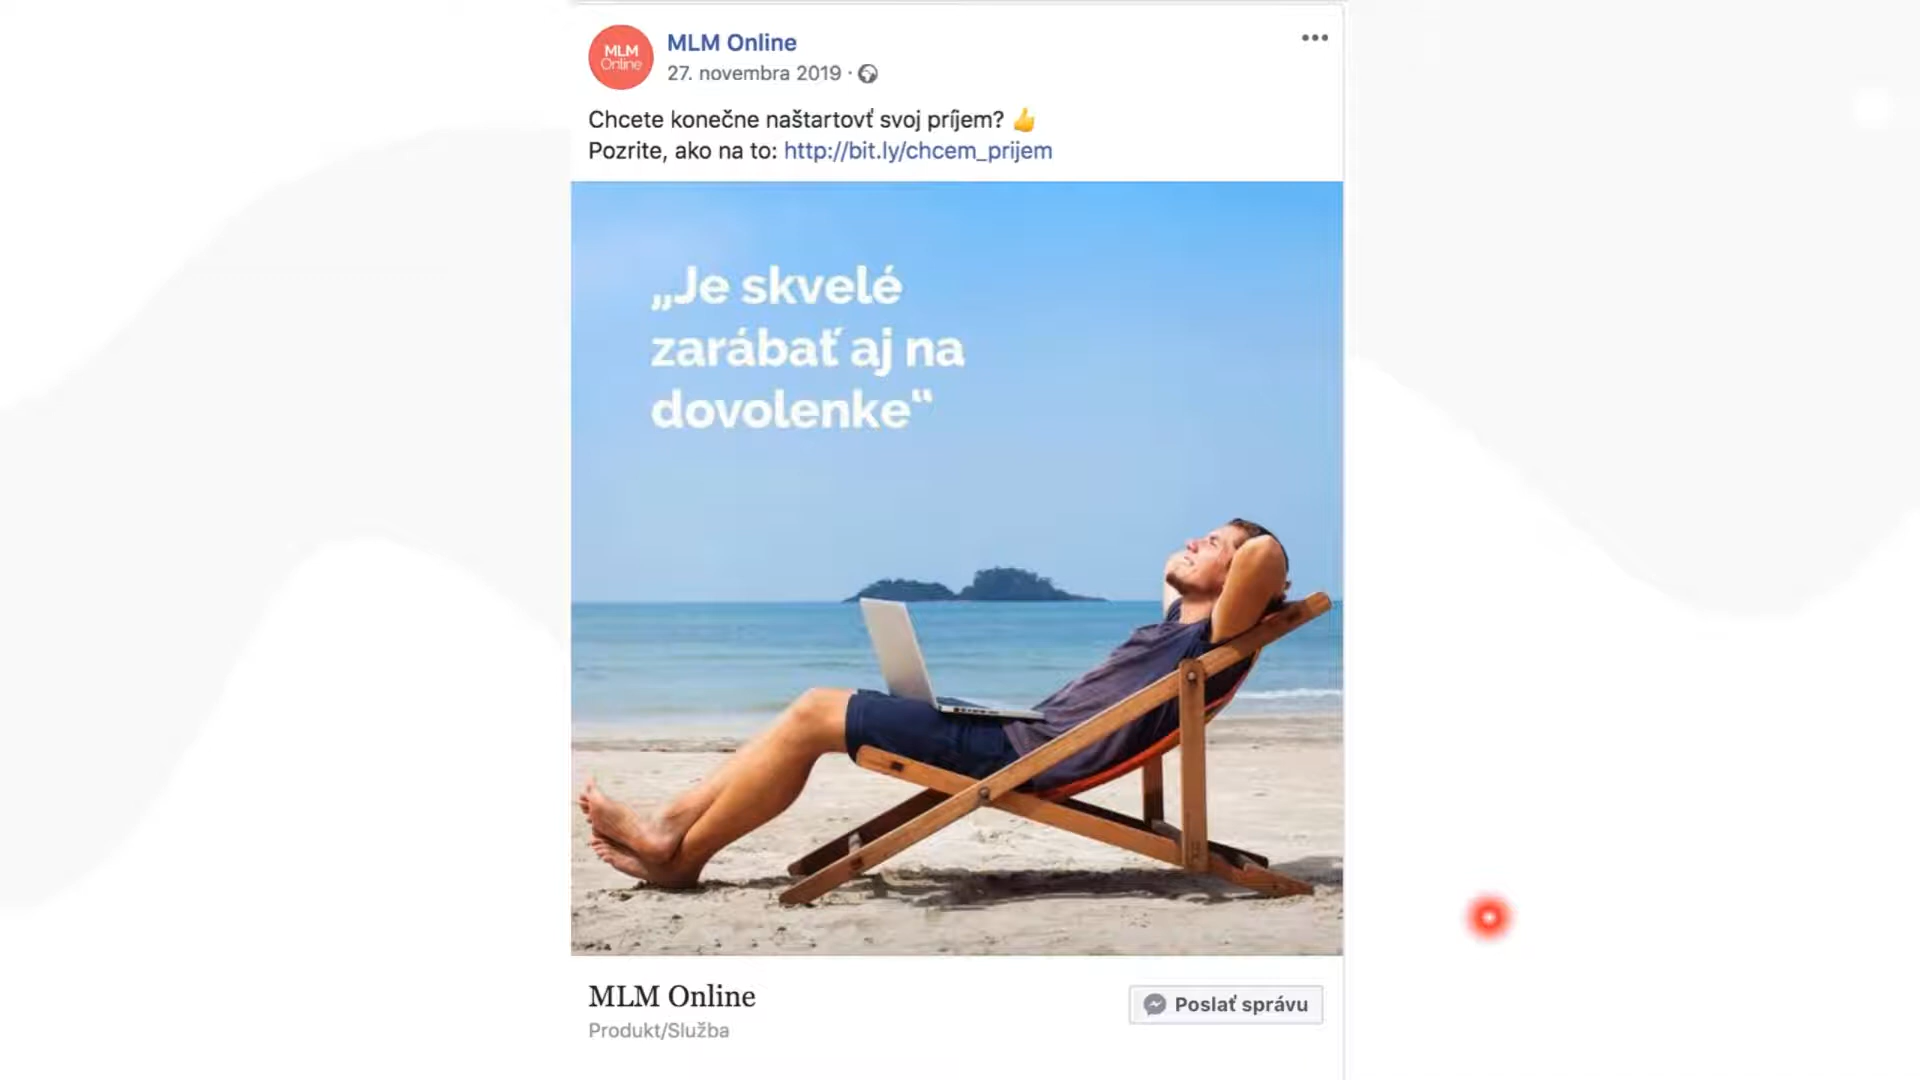 MLM
Online
MLM Online
27. novembra 2019 ·
Chcete konečne naštartovť svoj príjem? 👍
Pozrite, ako na to: http://bit.ly/chcem_prijem
„Je skvelé
zarábať aj na
dovolenke“
MLM Online
Produkt/Služba
Poslať správu